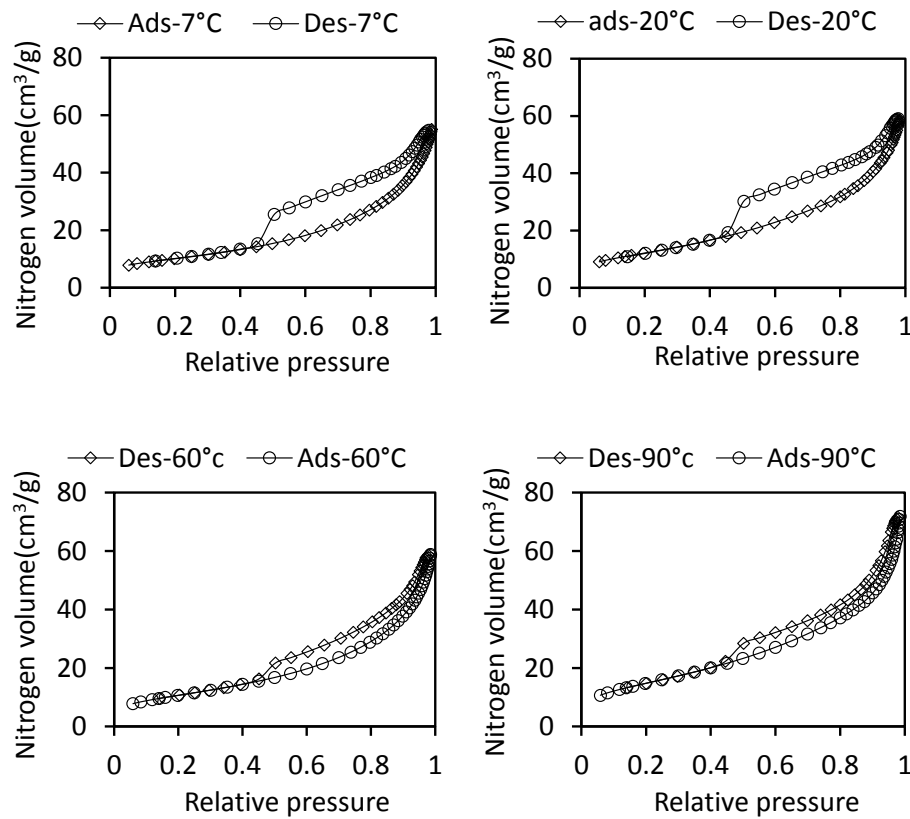 Ads-7°C Des-7°C
Nitrogen volume(cm³/g)
80
60
40
20
0
0 0.2 0.4 0.6 0.8 1
Relative pressure
ads-20°C Des-20°C
Nitrogen volume(cm³/g)
80
60
40
20
0
0 0.2 0.4 0.6 0.8 1
Relative pressure
Des-60°c Ads-60°C
Nitrogen volume(cm³/g)
80
60
40
20
0
0 0.2 0.4 0.6 0.8 1
Relative pressure
Des-90°c Ads-90°C
Nitrogen volume(cm³/g)
80
60
40
20
0
0 0.2 0.4 0.6 0.8 1
Relative pressure